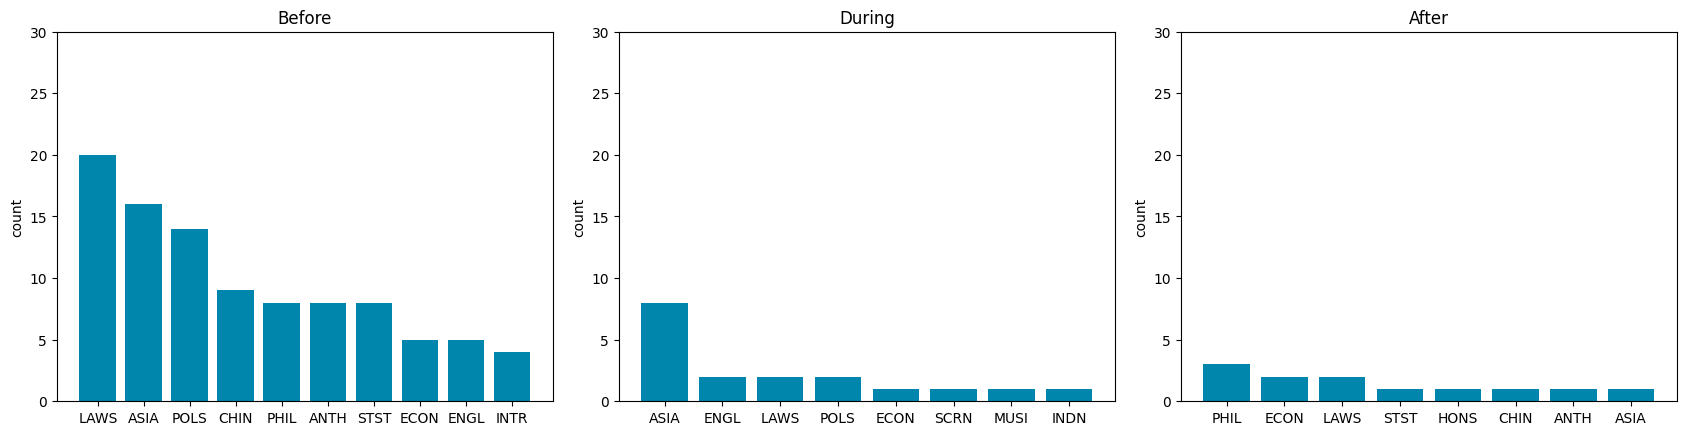 Before
30
25
20
15
10
5
0
count
LAWS ASIA POLS CHIN PHIL ANTH STST ECON ENGL INTR
During
30
25
20
15
10
5
0
count
ASIA ENGL LAWS POLS ECON SCRN MUSI INDN
After
30
25
20
15
10
5
0
count
PHIL ECON LAWS STST HONS CHIN ANTH ASIA